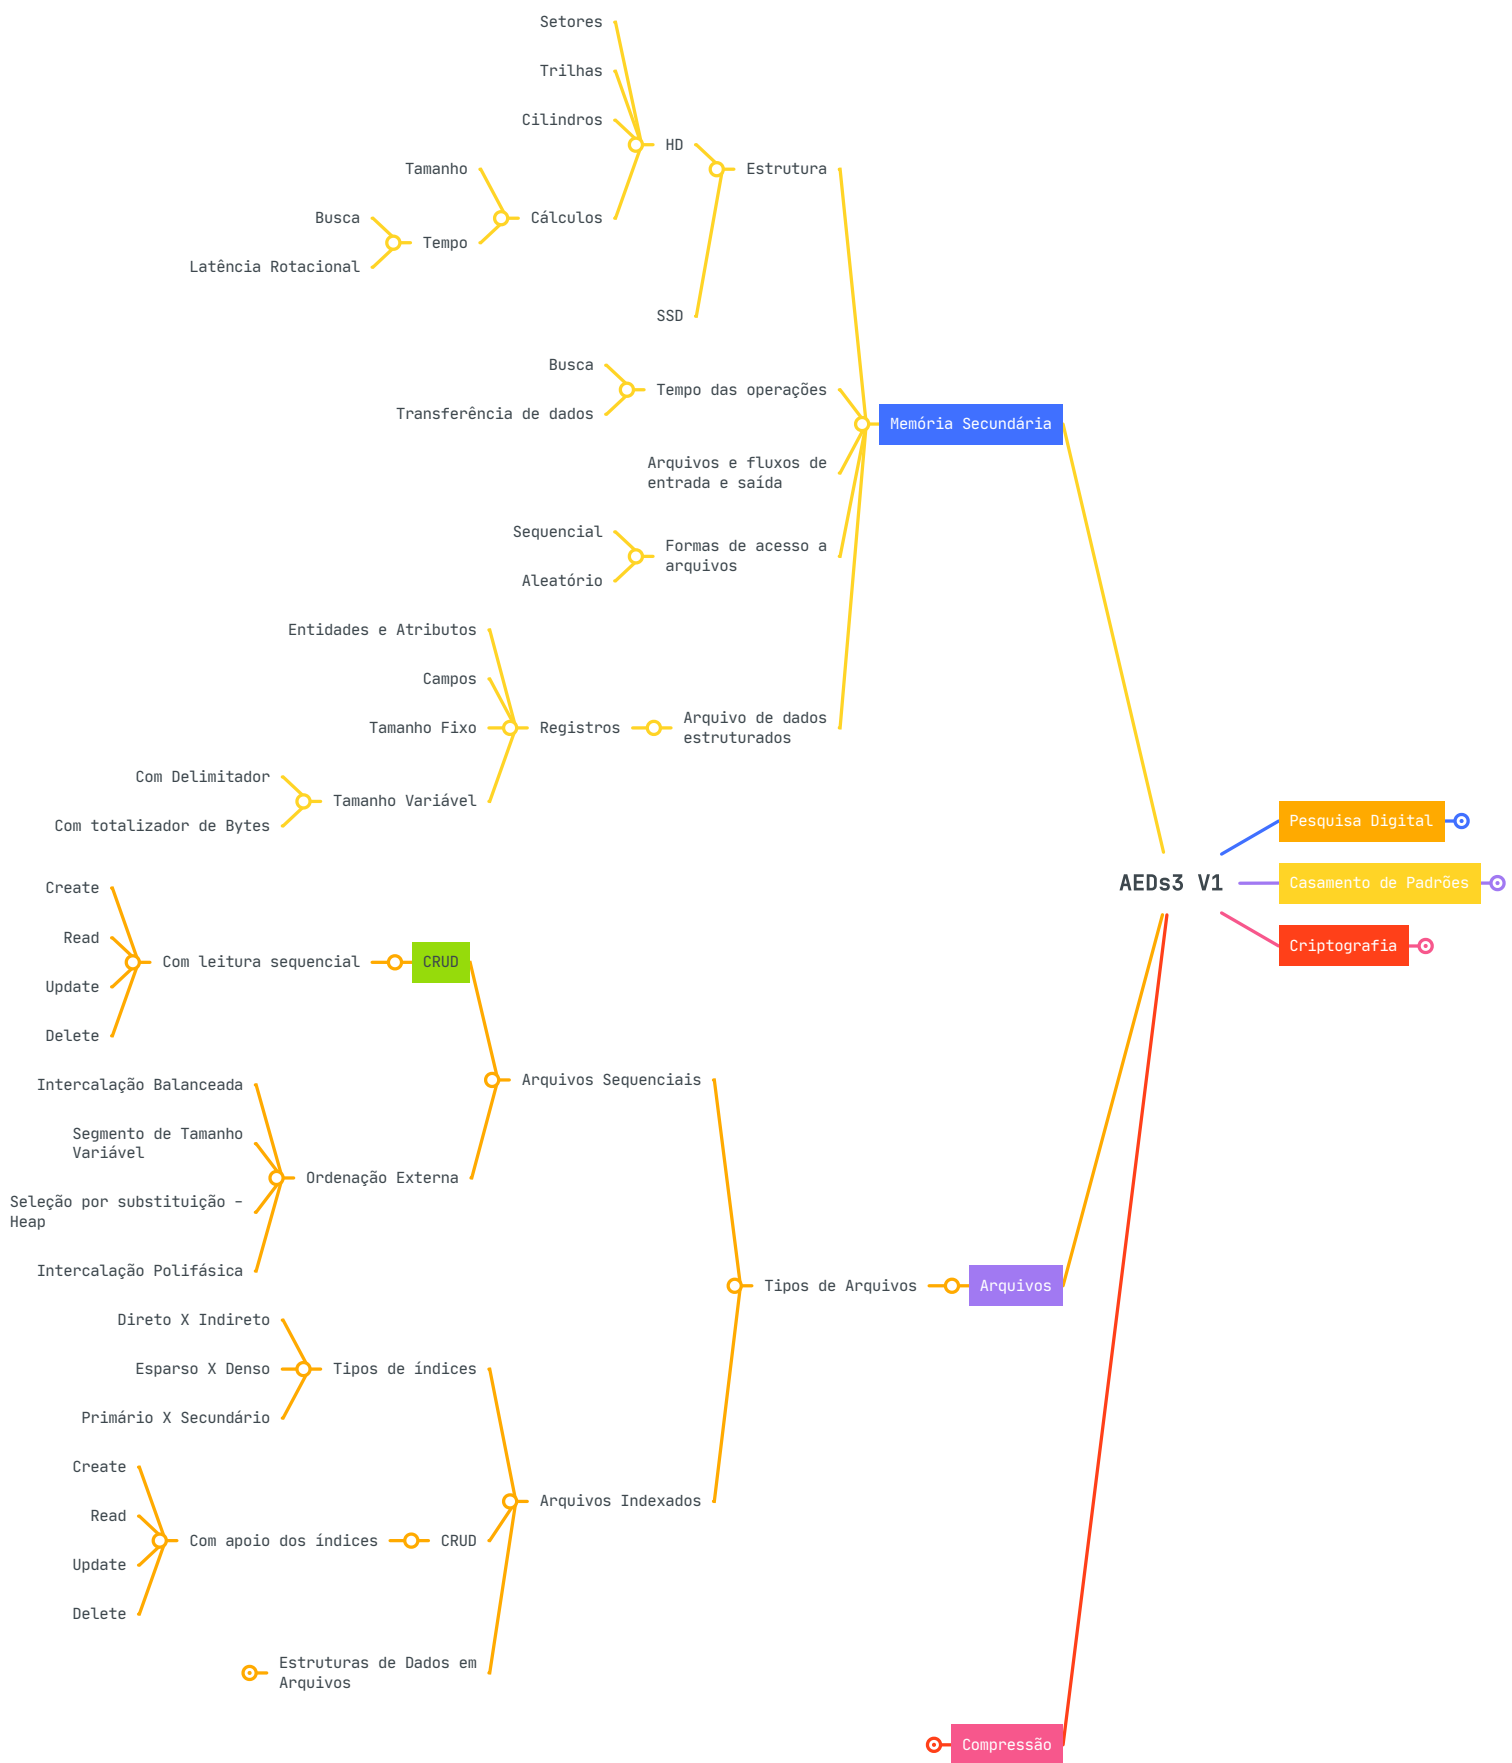 Setores
Trilhas
Cilindros
HD
Tamanho
Estrutura
Busca
Cálculos
Tempo
Latência Rotacional
SSD
Busca
Tempo das operações
Transferência de dados
Memória Secundária
Arquivos e fluxos de
entrada e saída
Sequencial
Formas de acesso a
arquivos
Aleatório
Entidades e Atributos
Campos
Tamanho Fixo
Registros
Arquivo de dados
estruturados
Com Delimitador
Tamanho Variável
Com totalizador de Bytes
Pesquisa Digital
AEDs3 V1
Casamento de Padrões
Criptografia
Create
Read
Com leitura sequencial
CRUD
Update
Delete
Intercalação Balanceada
Arquivos Sequenciais
Segmento de Tamanho
Variável
Ordenação Externa
Seleção por substituição –
Heap
Intercalação Polifásica
Tipos de Arquivos
Arquivos
Direto X Indireto
Esparso X Denso
Tipos de índices
Primário X Secundário
Create
Arquivos Indexados
Read
Com apoio dos índices
CRUD
Update
Delete
Estruturas de Dados em
Arquivos
Compressão